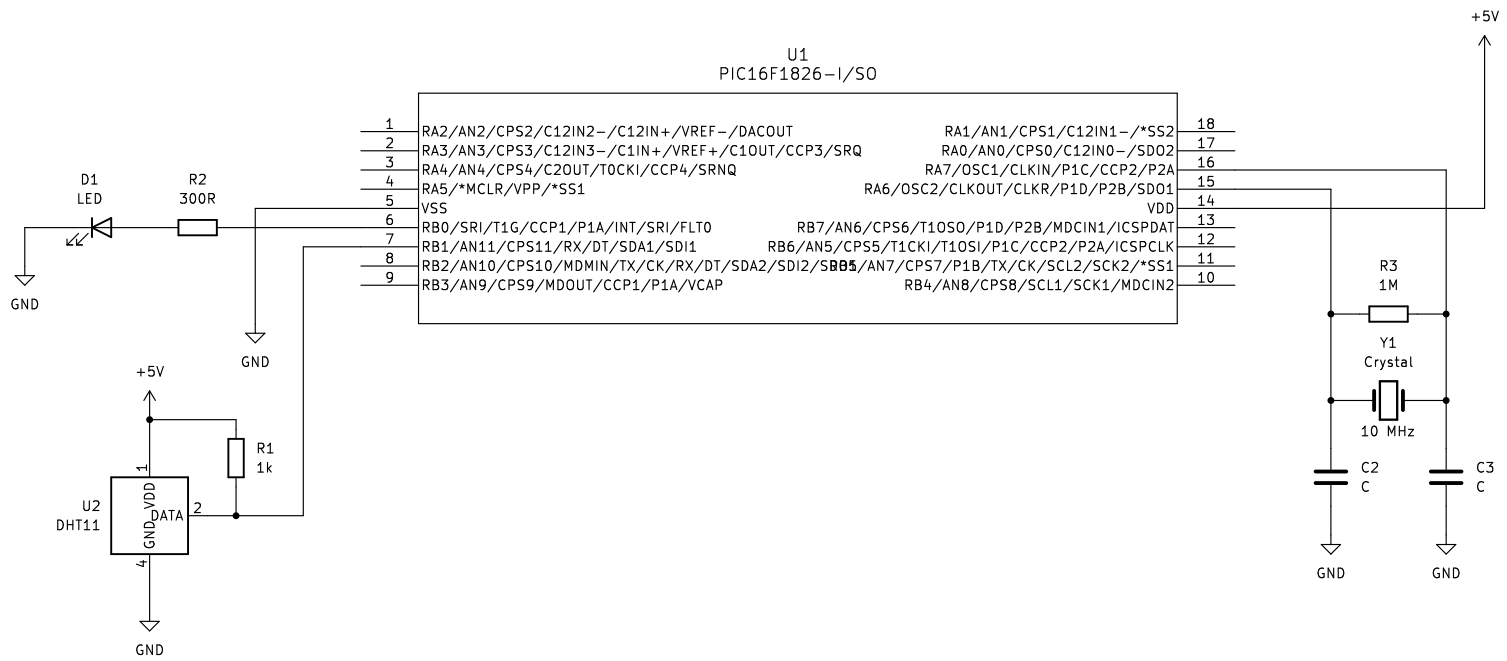 +5V
U1
PIC16F1826-I/SO
1
RA2/AN2/CPS2/C12IN2-/C12IN+/VREF-/DACOUT
RA1/AN1/CPS1/C12IN1-/*SS2
18
2
RA3/AN3/CPS3/C12IN3-/C1IN+/VREF+/C1OUT/CCP3/SRQ
RA0/AN0/CPS0/C12IN0-/SDO2
17
3
RA4/AN4/CPS4/C2OUT/T0CKI/CCP4/SRNQ
RA7/OSC1/CLKIN/P1C/CCP2/P2A
16
4
RA5/*MCLR/VPP/*SS1
RA6/OSC2/CLKOUT/CLKR/P1D/P2B/SDO1
15
5
VSS
VDD
14
6
RB0/SRI/T1G/CCP1/P1A/INT/SRI/FLT0
RB7/AN6/CPS6/T1OSO/P1D/P2B/MDCIN1/ICSPDAT
13
7
RB1/AN11/CPS11/RX/DT/SDA1/SDI1
RB6/AN5/CPS5/T1CKI/T1OSI/P1C/CCP2/P2A/ICSPCLK
12
8
RB2/AN10/CPS10/MDMIN/TX/CK/RX/DT/SDA2/SDI2/
RB5/AN7/CPS7/P1B/TX/CK/SCL2/SCK2/*SS1
11
9
RB3/AN9/CPS9/MDOUT/CCP1/P1A/VCAP
RB4/AN8/CPS8/SCL1/SCK1/MDCIN2
10
D1
LED
R2
300R
GND
GND
+5V
R1
1k
U2
DHT11
1
VDD
DATA
2
GND
4
GND
R3
1M
Y1
Crystal
10 MHz
C2
C
C3
C
GND
GND